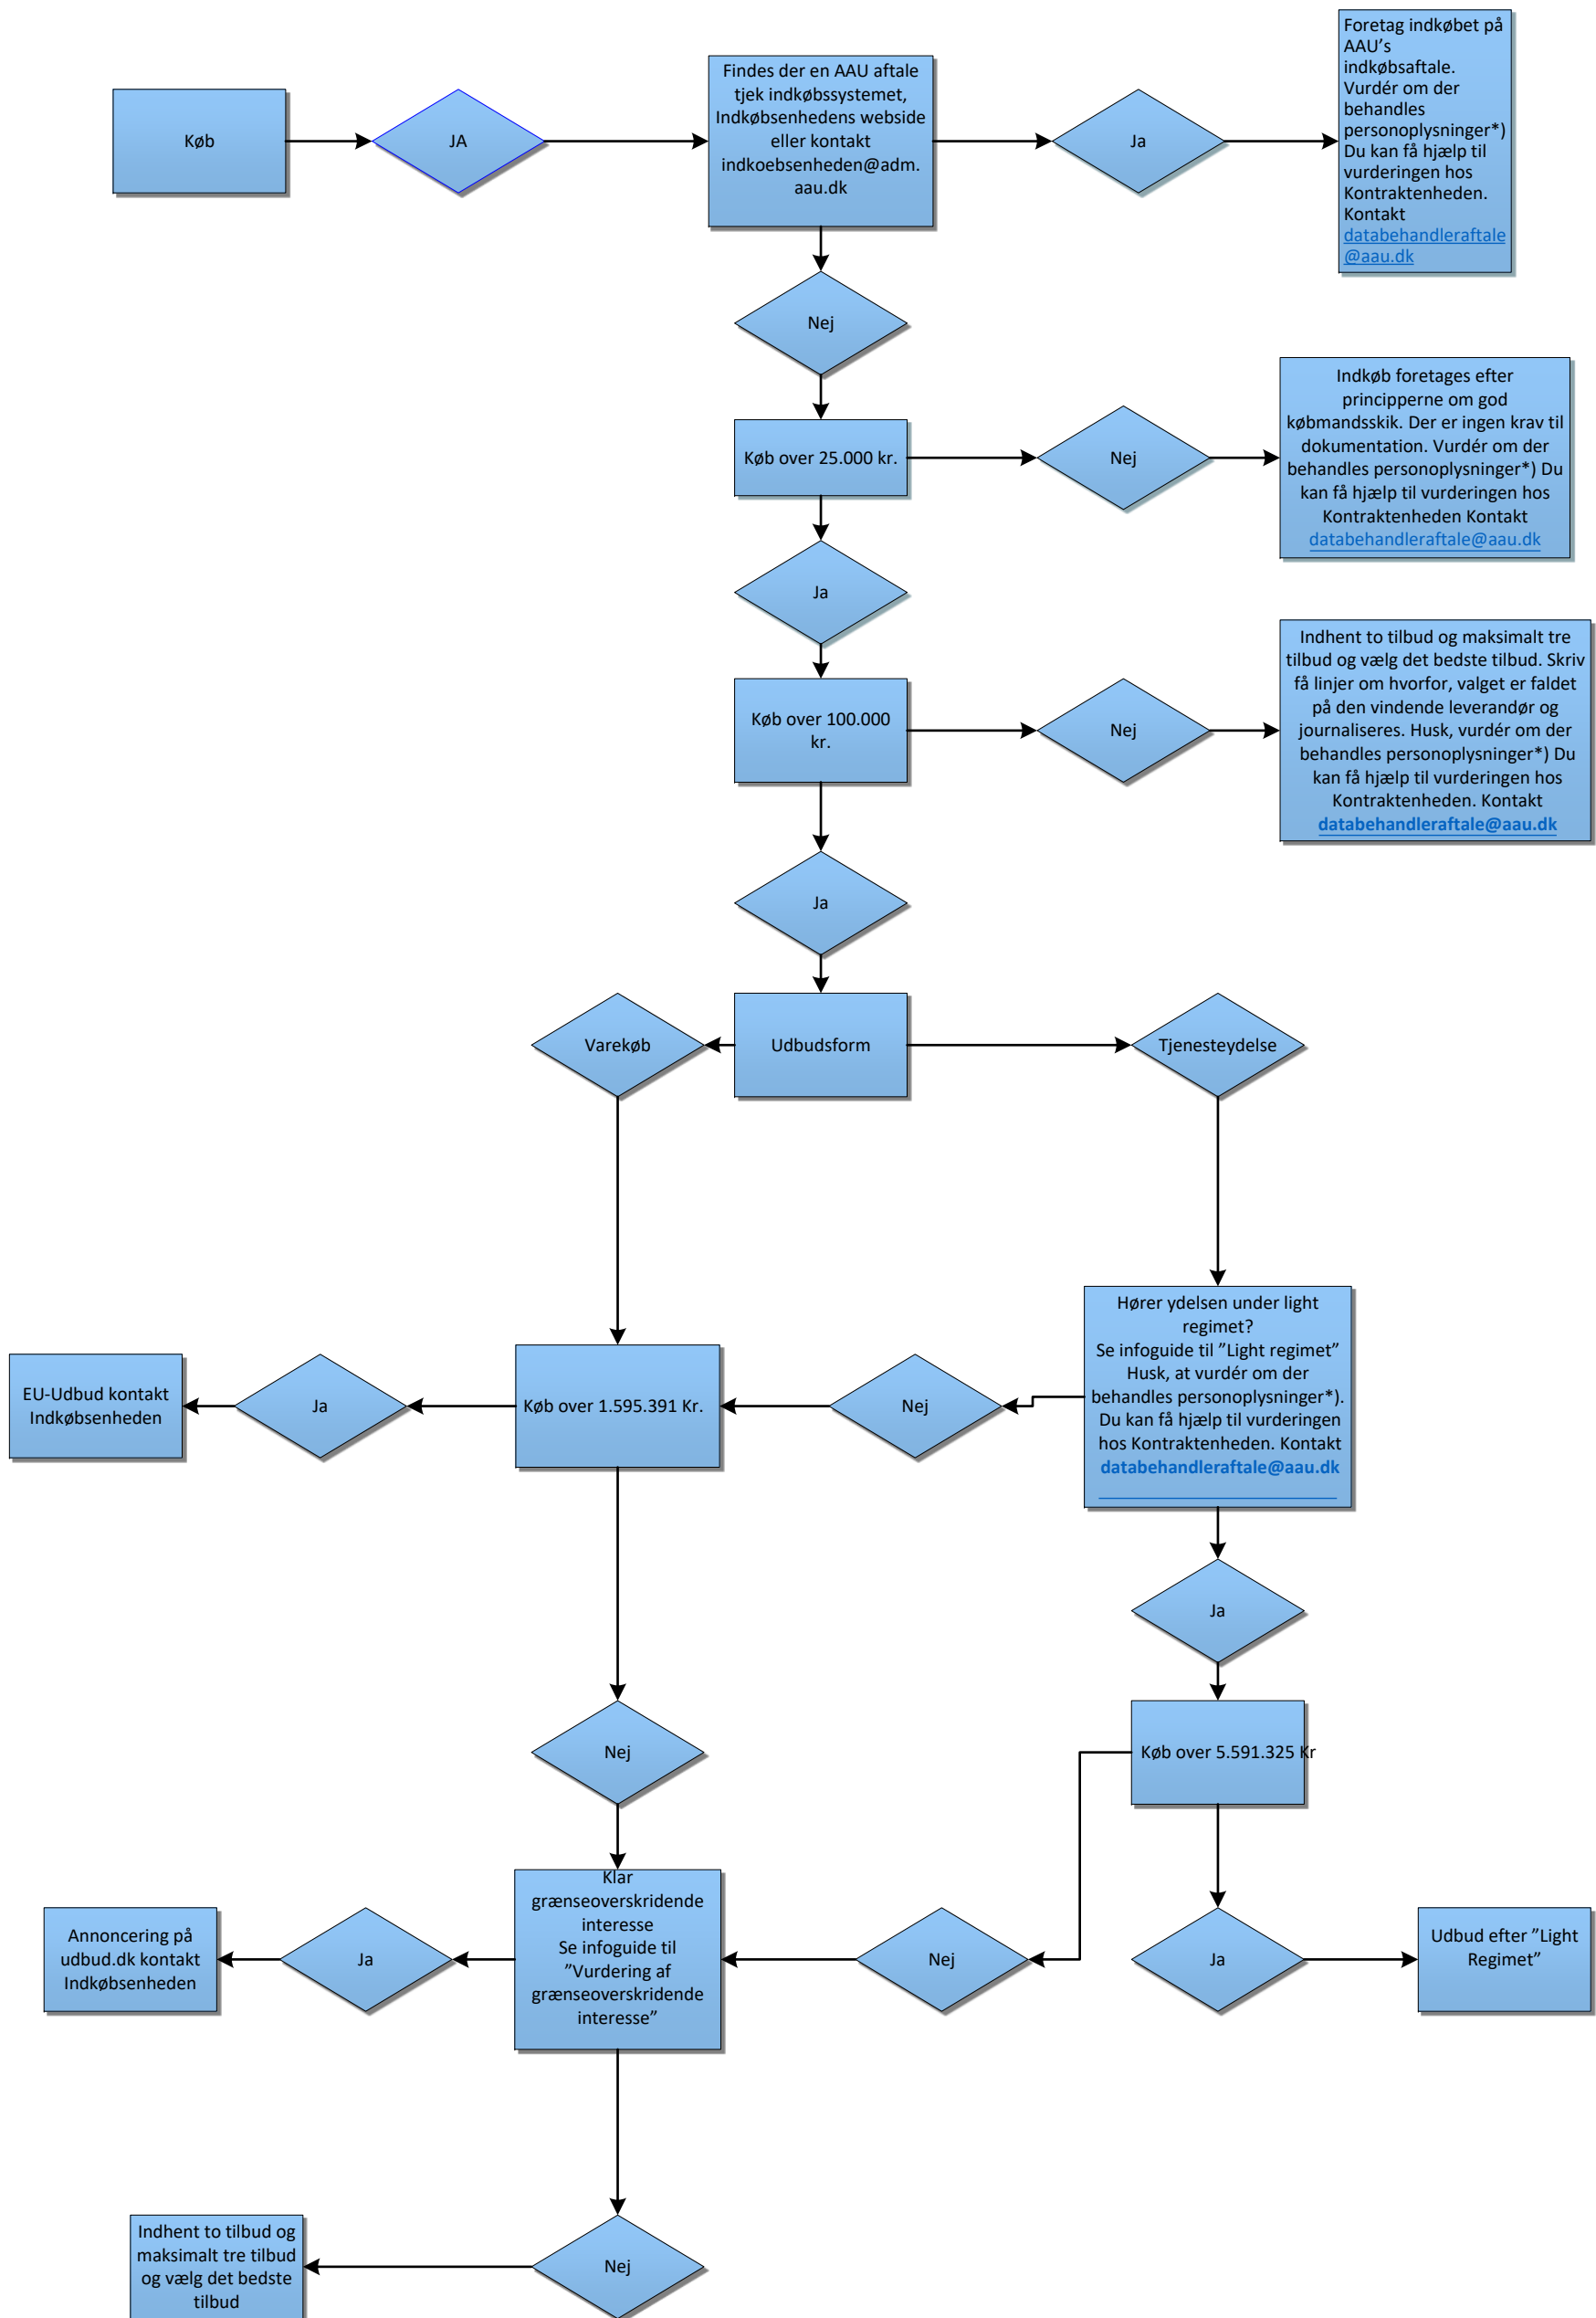 Køb
JA
Findes der en AAU aftale
tjek indkøbssystemet,
Indkøbsenhedens webside
eller kontakt
indkoebsenheden@adm.
aau.dk
Ja
Foretag indkøbet på
AAU's
indkøbsaftale.
Vurdér om der
behandles
personoplysninger*)
Du kan få hjælp til
vurderingen hos
Kontraktenheden.
Kontakt
databehandleraftale
@aau.dk
Nej
Køb over 25.000 kr.
Nej
Indkøb foretages efter
principperne om god
købmandsskik. Der er ingen krav til
dokumentation. Vurdér om der
behandles personoplysninger*) Du
kan få hjælp til vurderingen hos
Kontraktenheden Kontakt
databehandleraftale@aau.dk
Ja
Køb over 100.000
kr.
Nej
Indhent to tilbud og maksimalt tre
tilbud og vælg det bedste tilbud. Skriv
få linjer om hvorfor, valget er faldet
på den vindende leverandør og
journaliseres. Husk, vurdér om der
behandles personoplysninger*) Du
kan få hjælp til vurderingen hos
Kontraktenheden. Kontakt
databehandleraftale@aau.dk
Ja
Varekøb
Udbudsform
Tjenesteydelse
Hører ydelsen under light
regimet?
Se infoguide til ”Light regimet”
Husk, at vurdér om der
behandles personoplysninger*).
Du kan få hjælp til vurderingen
hos Kontraktenheden. Kontakt
databehandleraftale@aau.dk
EU-Udbud kontakt
Indkøbsenheden
Ja
Køb over 1.595.391 Kr.
Nej
Ja
Nej
Køb over 5.591.325 Kr
Klar
grænseoverskridende
interesse
Se infoguide til
”Vurdering af
grænseoverskridende
interesse”
Annoncering på
udbud.dk kontakt
Indkøbsenheden
Ja
Nej
Ja
Udbud efter ”Light
Regimet”
Indhent to tilbud og
maksimalt tre tilbud
og vælg det bedste
tilbud
Nej